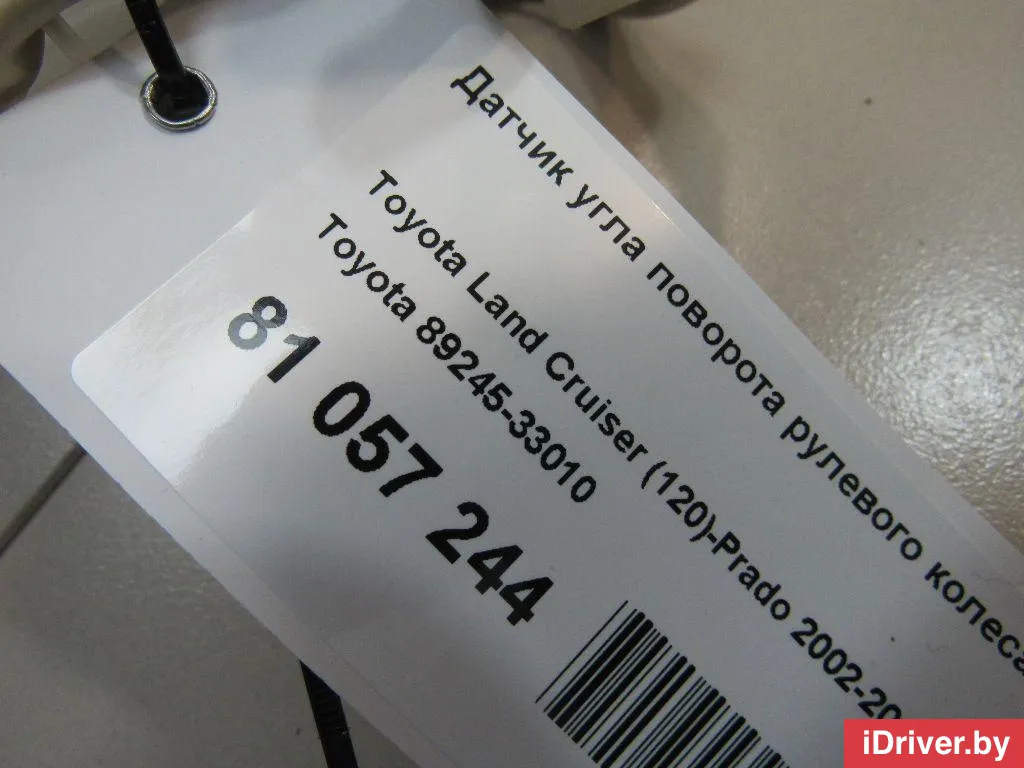 Датчик угла поворота рулевого колеса
Toyota Land Cruiser (120)-Prado 2002-20
Toyota 89245-33010
81 057 244
iDriver.by